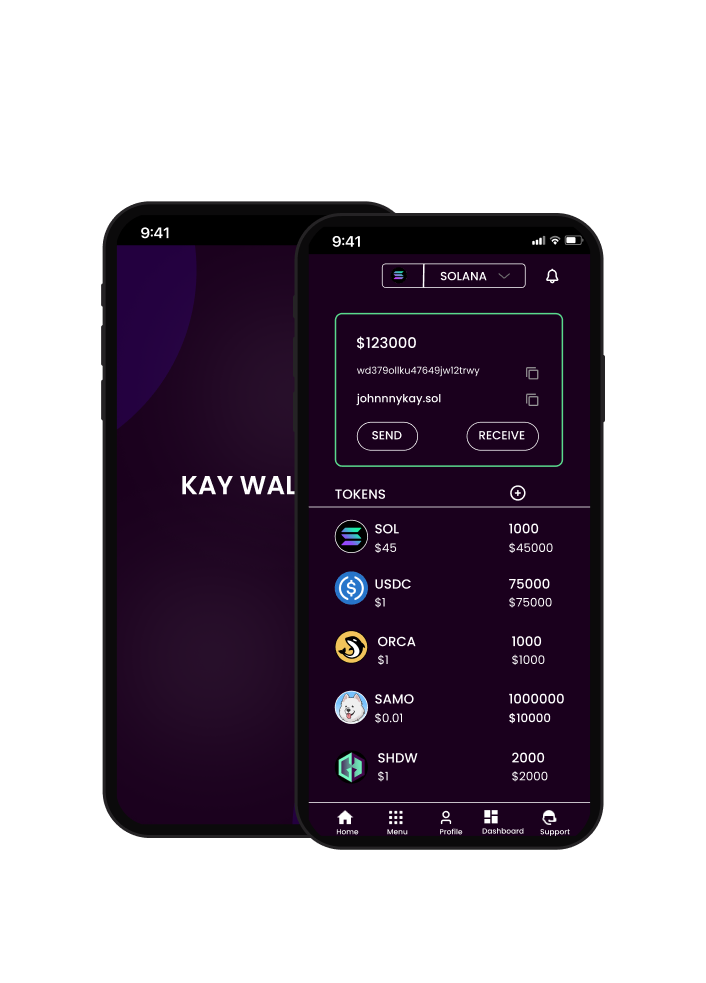 9:41
KAY WAL
9:41
SOLANA
$123000
wd379ollku47649jw12trwy
johnnnykay.sol
SEND RECEIVE
TOKENS
SOL 1000
$45 $45000
USDC 75000
$1 $75000
ORCA 1000
$1 $1000
SAMO 1000000
$0.01 $10000
SHDW 2000
$1 $2000
Home Menu Profile Dashboard Support